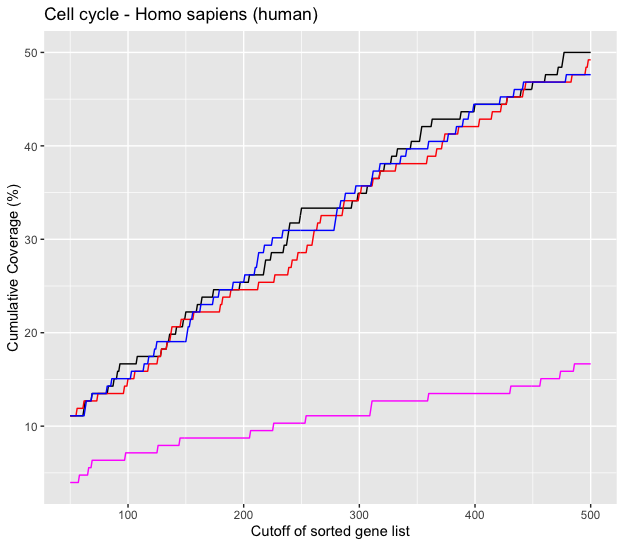 Cell cycle - Homo sapiens (human)
Cumulative Coverage (%)
50
40
30
20
10
100 200 300 400 500
Cutoff of sorted gene list